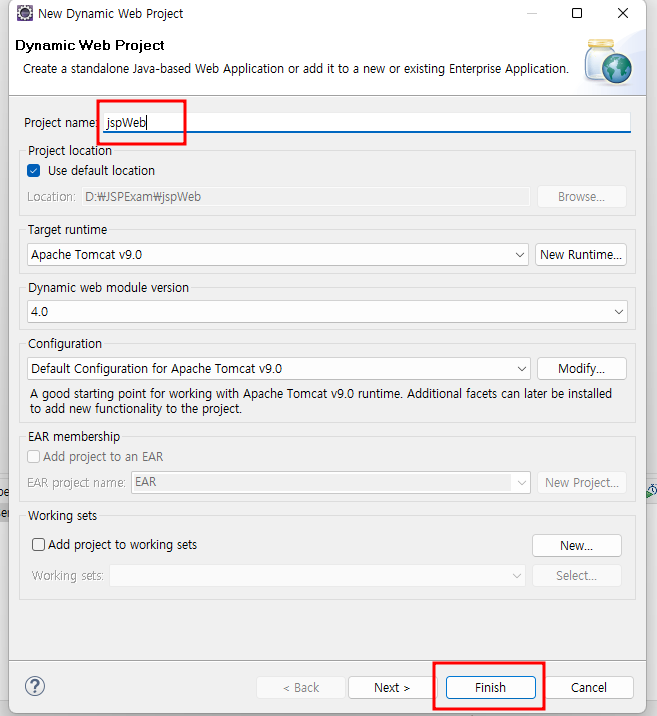 New Dynamic Web Project
Dynamic Web Project
Create a standalone Java-based Web Application or add it to a new or existing Enterprise Application.
Project name: jspWeb
Project location
Use default location
Location: D:₩JSPExam₩jspWeb Browse...
Target runtime
Apache Tomcat v9.0 New Runtime...
Dynamic web module version
4.0
Configuration
Default Configuration for Apache Tomcat v9.0 Modify...
A good starting point for working with Apache Tomcat v9.0 runtime. Additional facets can later be installed
to add new functionality to the project.
EAR membership
Add project to an EAR
EAR project name: EAR New Project...
Working sets
Add project to working sets New...
Working sets: Select...
? < Back Next > Finish Cancel